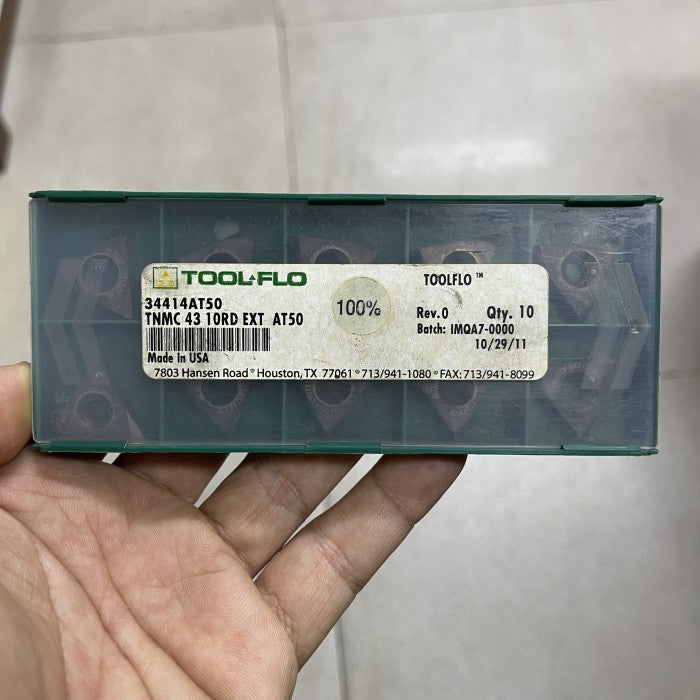 TOOL-FLO
TOOLFLO ™
34414AT50
TNMC 43 10RD EXT AT50
100%
Rev.0 Qty. 10
Batch: IMQA7-0000
10/29/11
Made In USA
7803 Hansen Road° Houston,TX 77061°713/941-1080 °FAX:713/941-8099